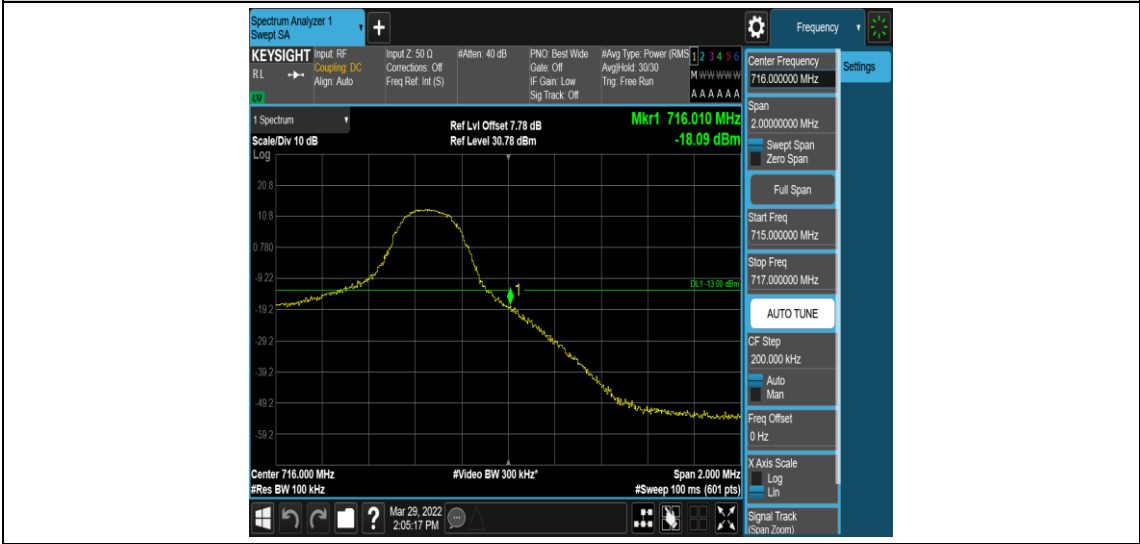 Spectrum Analyzer 1
Swept SA
+
Frequency
KEYSIGHT
RL
LXI
Input: RF
Coupling: DC
Align: Auto
Input Z: 50 Ω
Corrections: Off
Freq Ref: Int (S)
#Atten: 40 dB
PNO: Best Wide
Gate: Off
IF Gain: Low
Sig Track: Off
#Avg Type: Power (RMS
Avg|Hold: 30/30
Trig: Free Run
1 2 3 4 5 6
M W W W W W
A A A A A A
1 Spectrum
Scale/Div 10 dB
Log
Ref Lvl Offset 7.78 dB
Ref Level 30.78 dBm
Mkr1 716.010 MHz
-18.09 dBm
20.8
10.8
0.780
-9.22
-19.2
-29.2
-39.2
-49.2
-59.2
DL1 -13.00 dBm
1
Center 716.000 MHz
#Res BW 100 kHz
#Video BW 300 kHz*
Span 2.000 MHz
#Sweep 100 ms (601 pts)
?
Mar 29, 2022
2:05:17 PM
Center Frequency
716.000000 MHz
Span
2.00000000 MHz
Swept Span
Zero Span
Full Span
Start Freq
715.000000 MHz
Stop Freq
717.000000 MHz
AUTO TUNE
CF Step
200.000 kHz
Auto
Man
Freq Offset
0 Hz
X Axis Scale
Log
Lin
Signal Track
(Span Zoom)
Settings